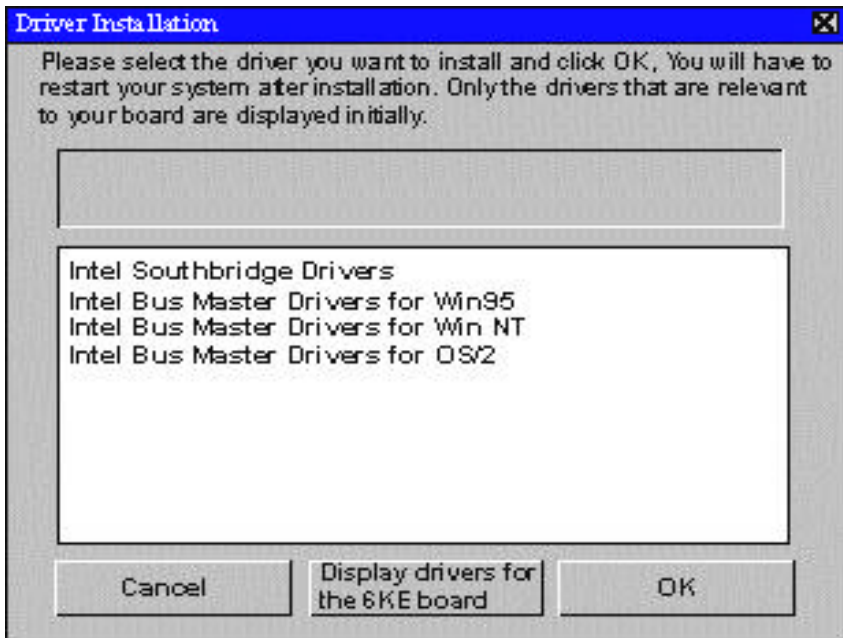 Driver Installation
Please select the driver you want to install and click OK, You will have to
restart your system after installation. Only the drivers that are relevant
to your board are displayed initially.
Intel Southbridge Drivers
Intel Bus Master Drivers for Win95
Intel Bus Master Drivers for Win NT
Intel Bus Master Drivers for OS/2
Cancel
Display drivers for
the 6KE board
OK